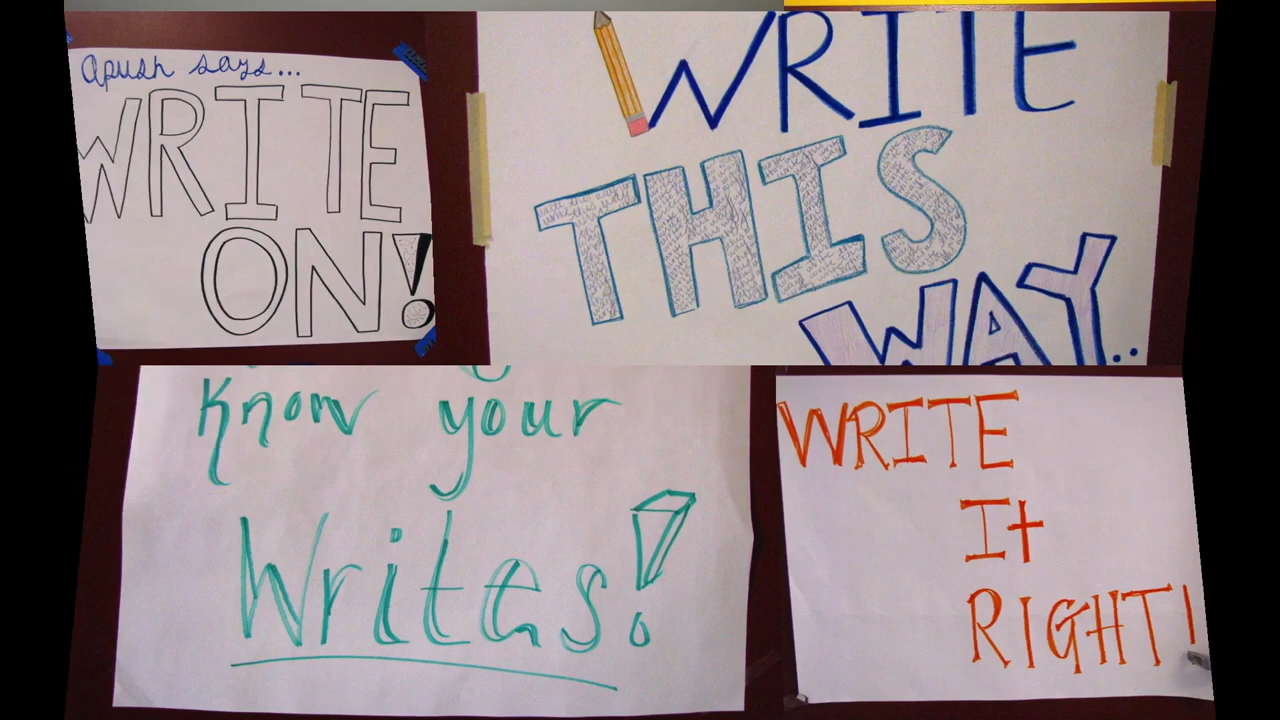 Apush says...
WRITE
ON!
WRITE
THIS
WAY..
know your
Writes!
WRITE
It
RIGHT!